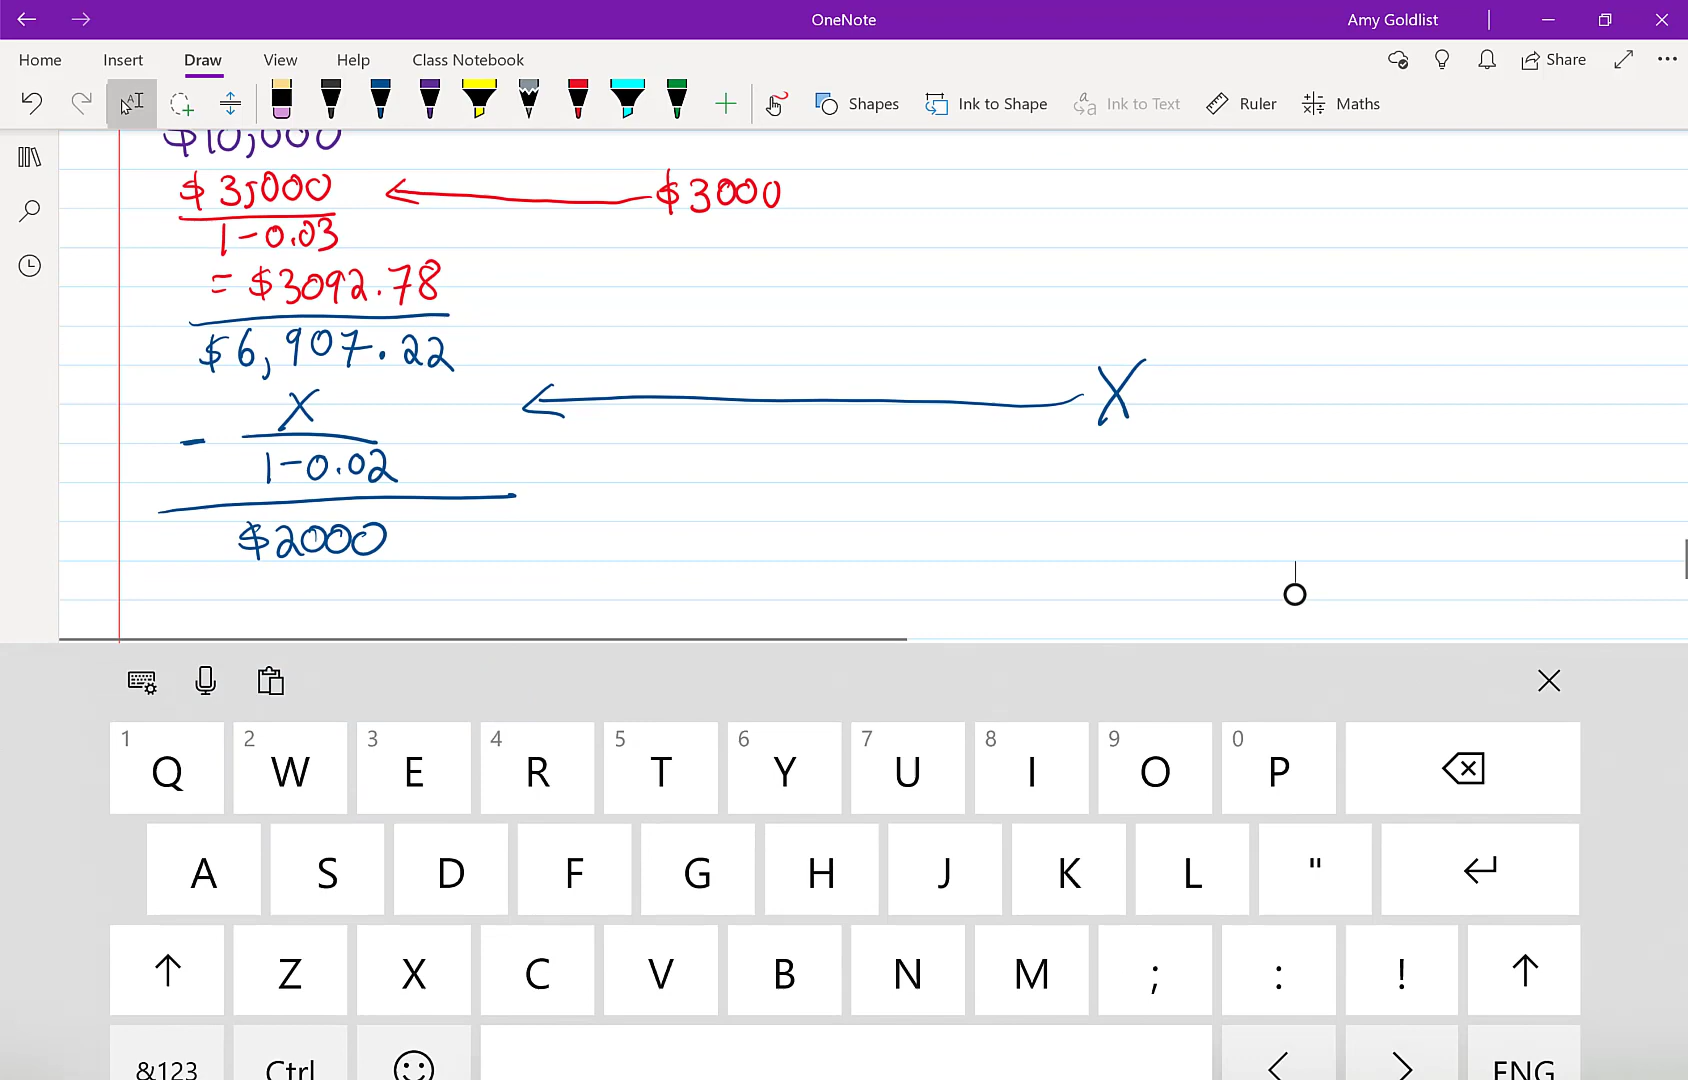 OneNote
Amy Goldlist
Home Insert Draw View Help Class Notebook
Share
Shapes Ink to Shape Ink to Text Ruler Maths
$10,000
$3,000 $3000
1-0.03
= $3092.78
$6,907.22
X X
- 1-0.02
$2000
1 2 3 4 5 6 7 8 9 0
Q W E R T Y U I O P
A S D F G H J K L "
Z X C V B N M ; : !
&123 Ctrl < > ENG